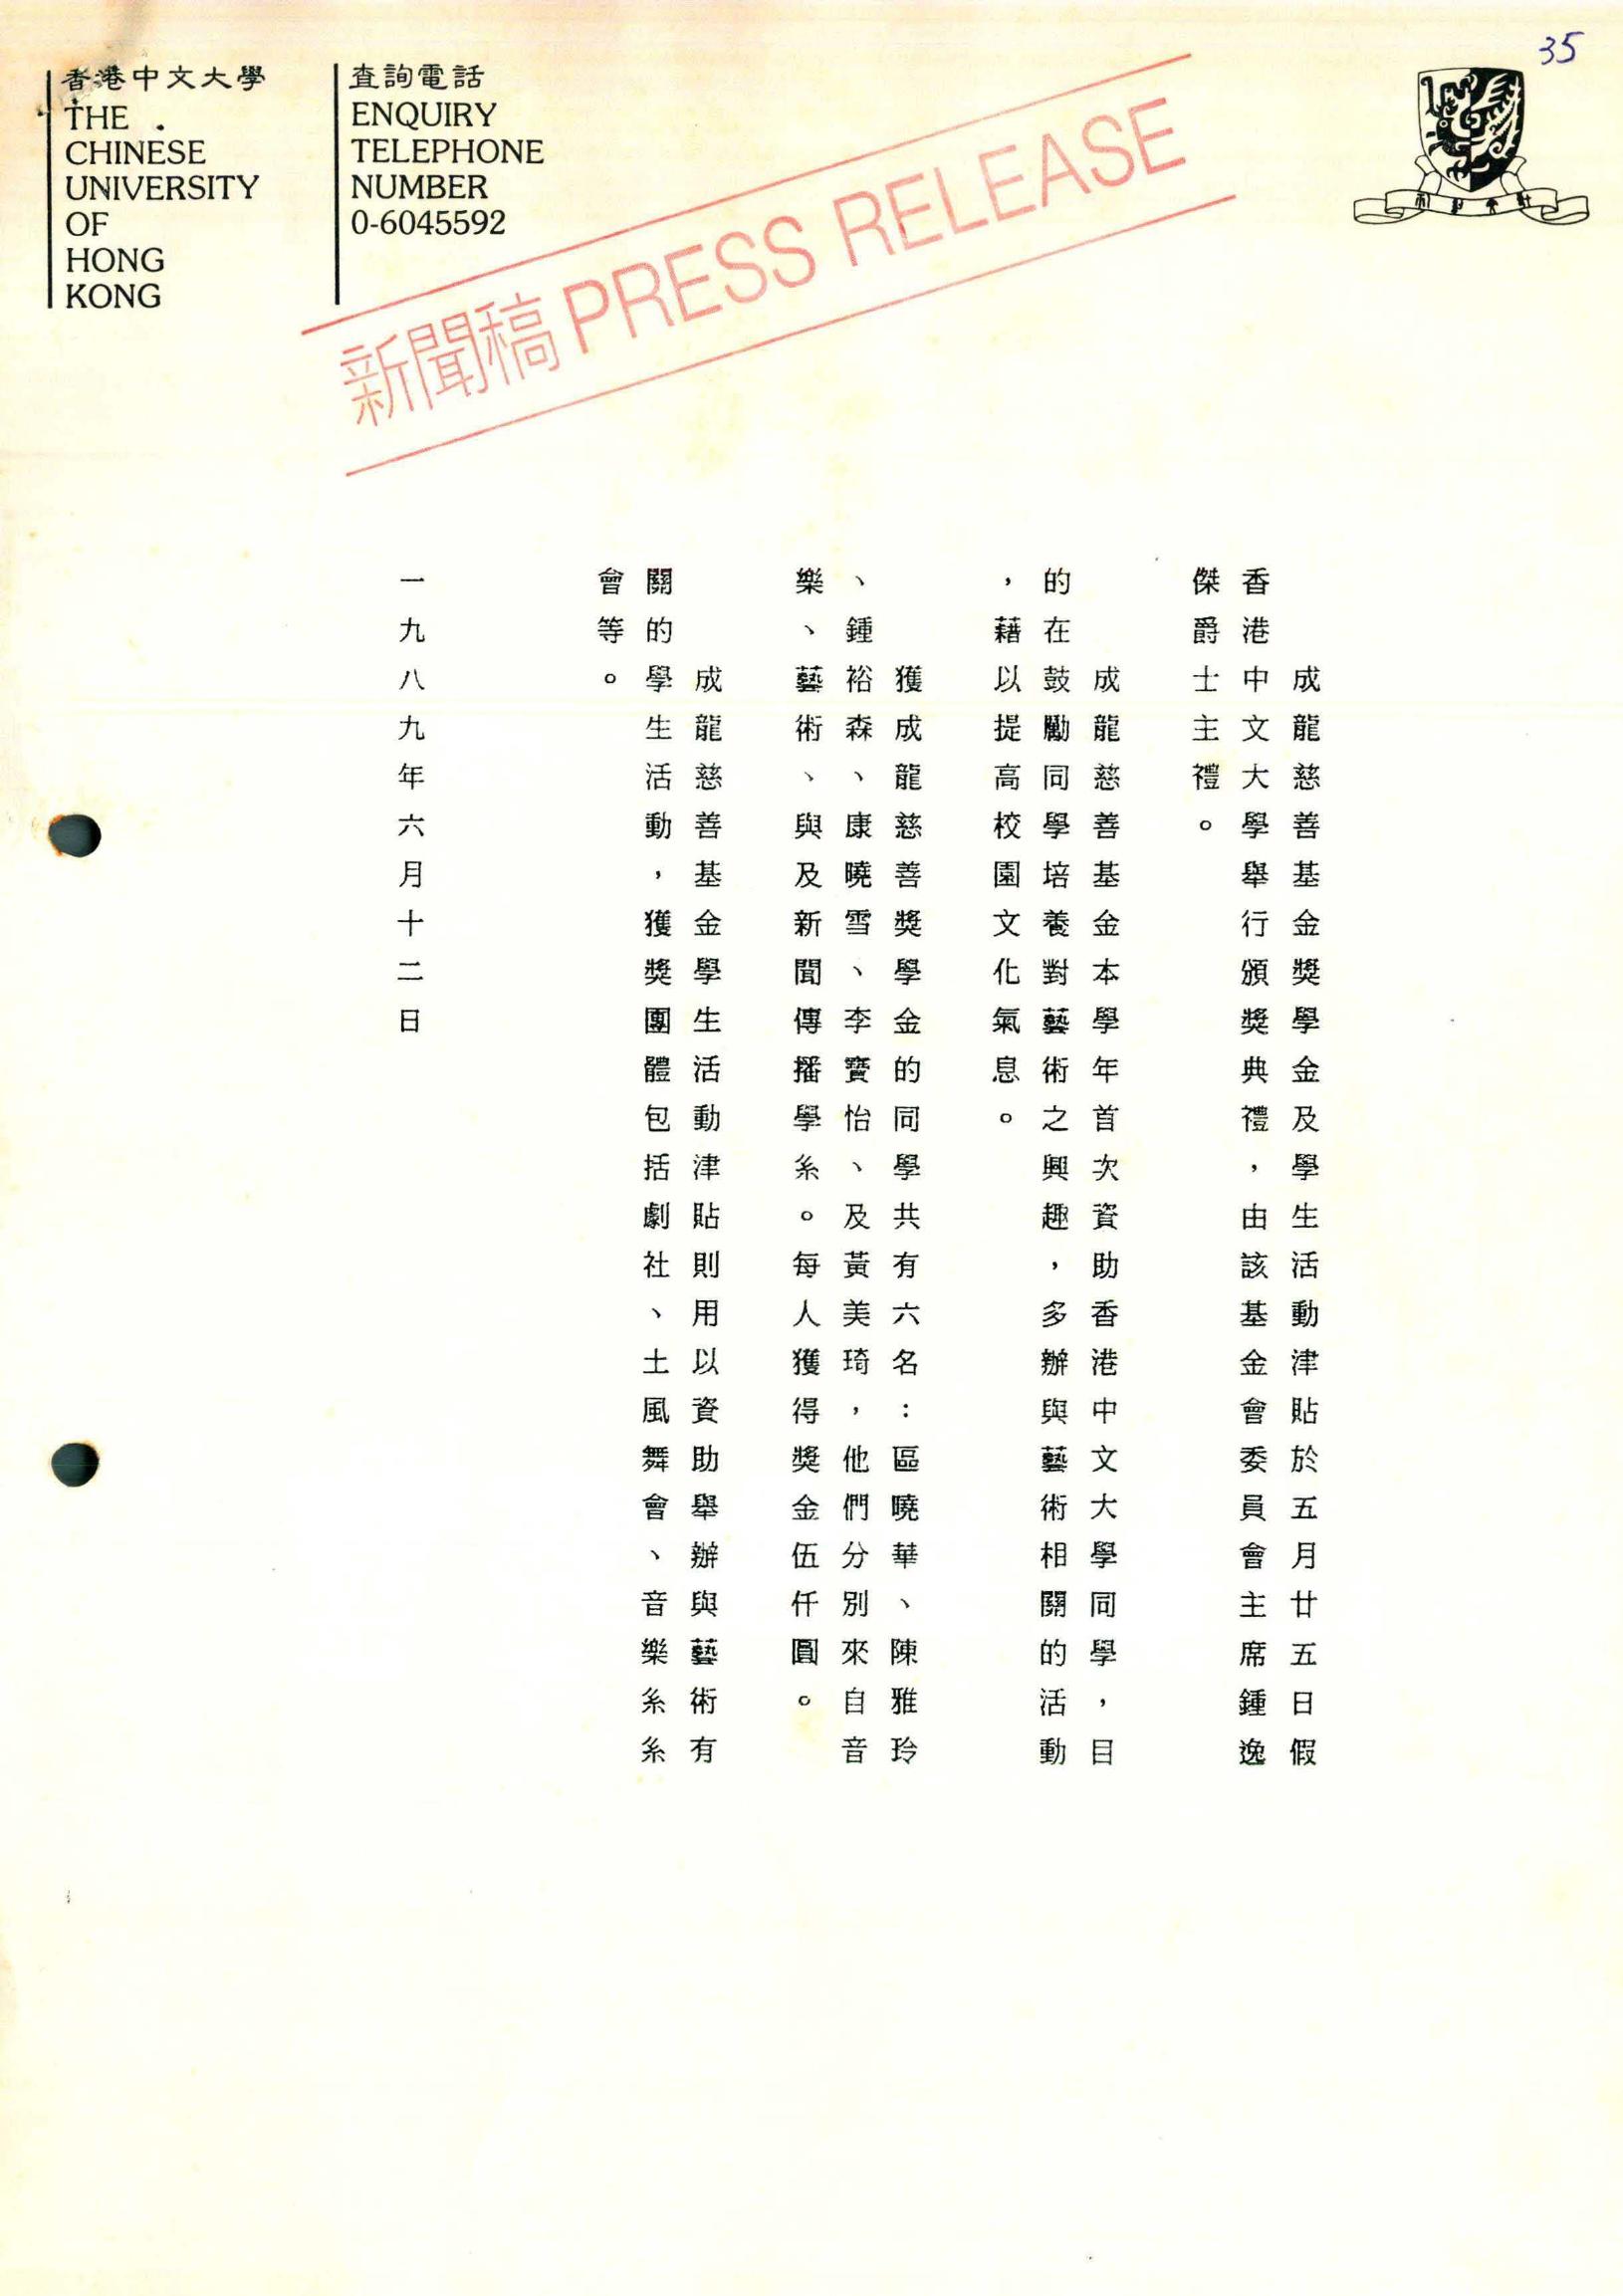 35
香港中文大學
THE
CHINESE
UNIVERSITY
OF
HONG
KONG
查詢電話
ENQUIRY
TELEPHONE
NUMBER
0-6045592
新聞稿 PRESS RELEASE
成龍慈善基金獎學金及學生活動津貼於五月廿五日假
香港中文大學舉行頒獎典禮，由該基金會委員會主席鍾逸
傑爵士主禮。
成龍慈善基金本學年首次資助香港中文大學同學，目
的在鼓勵同學培養對藝術之興趣，多辦與藝術相關的活動
，藉以提高校園文化氣息。
獲成龍慈善獎學金的同學共有六名：區曉華、陳雅玲
、鍾裕森、康曉雪、李寶怡、及黃美琦，他們分別來自音
樂、藝術、與及新聞傳播學系。每人獲得獎金伍仟圓。
成龍慈善基金學生活動津貼則用以資助舉辦與藝術有
關的學生活動，獲獎團體包括劇社、土風舞會、音樂系系
會等。
一九八九年六月十二日